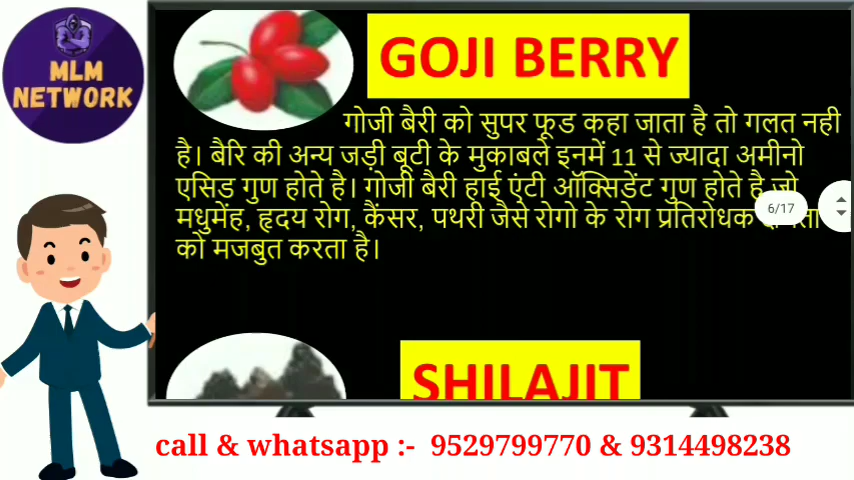 MLM
NETWORK
GOJI BERRY
गोजी बैरी को सुपर फूड कहा जाता है तो गलत नही
है। बैरि की अन्य जड़ी बूटी के मुकाबले इनमें 11 से ज्यादा अमीनो
एसिड गुण होते है। गोजी बैरी हाई एंटी ऑक्सिडेंट गुण होते है जो
6/17
मधुमेंह, हृदय रोग, कैंसर, पथरी जैसे रोगो के रोग प्रतिरोधक
को मजबुत करता है।
SHILAJIT
call & whatsapp :- 9529799770 & 9314498238